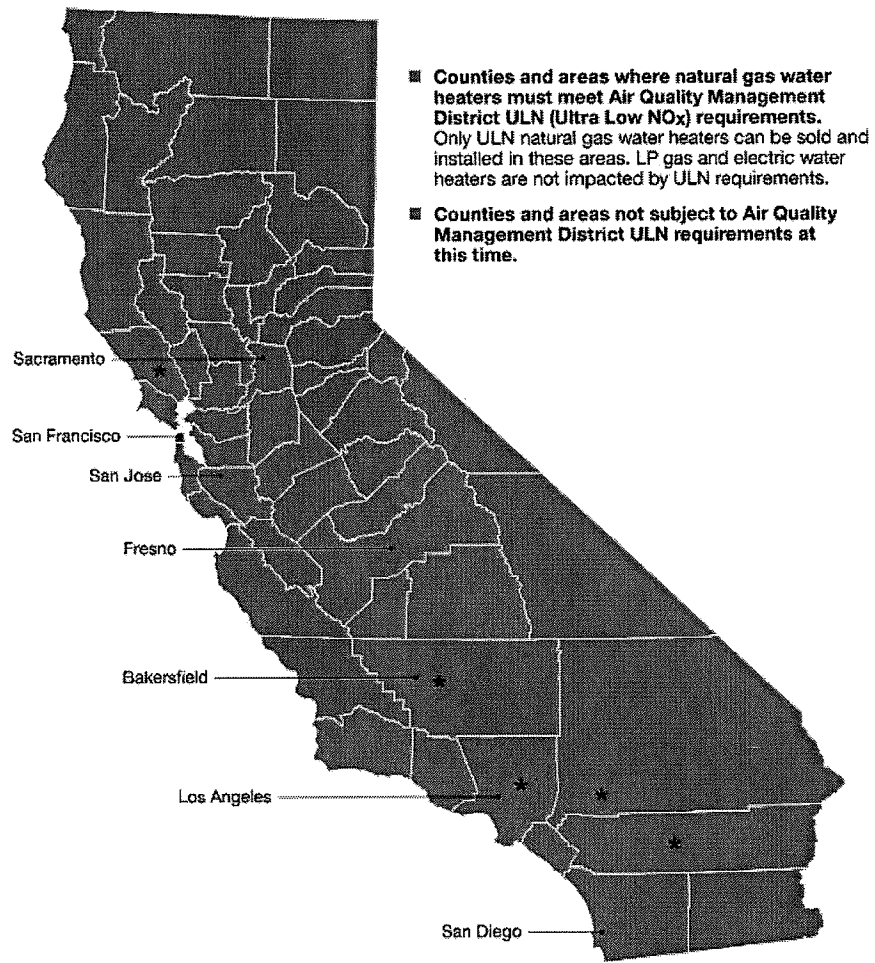 Counties and areas where natural gas water
heaters must meet Air Quality Management
District ULN (Ultra Low NOx) requirements.
Only ULN natural gas water heaters can be sold and
installed in these areas. LP gas and electric water
heaters are not impacted by ULN requirements.
Counties and areas not subject to Air Quality
Management District ULN requirements at
this time.
Sacramento
*
San Francisco
San Jose
Fresno
Bakersfield
*
Los Angeles
*
*
*
San Diego